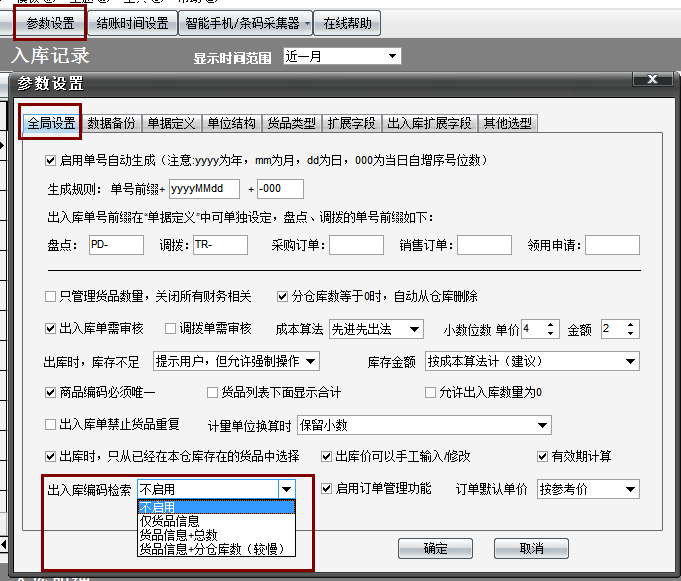 参数设置 结账时间设置 智能手机/条码采集器 在线帮助
入库记录 显示时间范围 近一月
参数设置
全局设置 数据备份 单据定义 单位结构 货品类型 扩展字段 出入库扩展字段 其他选型
启用单号自动生成（注意:yyyy为年，mm为月，dd为日，000为当日自增序号位数）
生成规则: 单号前缀+ yyyyMMdd + -000
出入库单号前缀在“单据定义”中可单独设定，盘点、调拨的单号前缀如下:
盘点: PD- 调拨: TR- 采购订单: 销售订单: 领用申请:
只管理货品数量，关闭所有财务相关 分仓库数等于0时，自动从仓库删除
出入库单需审核 调拨单需审核 成本算法 先进先出法 小数位数 单价 4 金额 2
出库时，库存不足 提示用户，但允许强制操作 库存金额 按成本算法计（建议）
商品编码必须唯一 货品列表下面显示合计 允许出入库数量为0
出入库单禁止货品重复 计量单位换算时 保留小数
出库时，只从已经在本仓库存在的货品中选择 出库价可以手工输入/修改 有效期计算
出入库编码检索 不启用 启用订单管理功能 订单默认单价 按参考价
不启用
仅货品信息
货品信息+总数
货品信息+分仓库数（较慢）
确定 取消